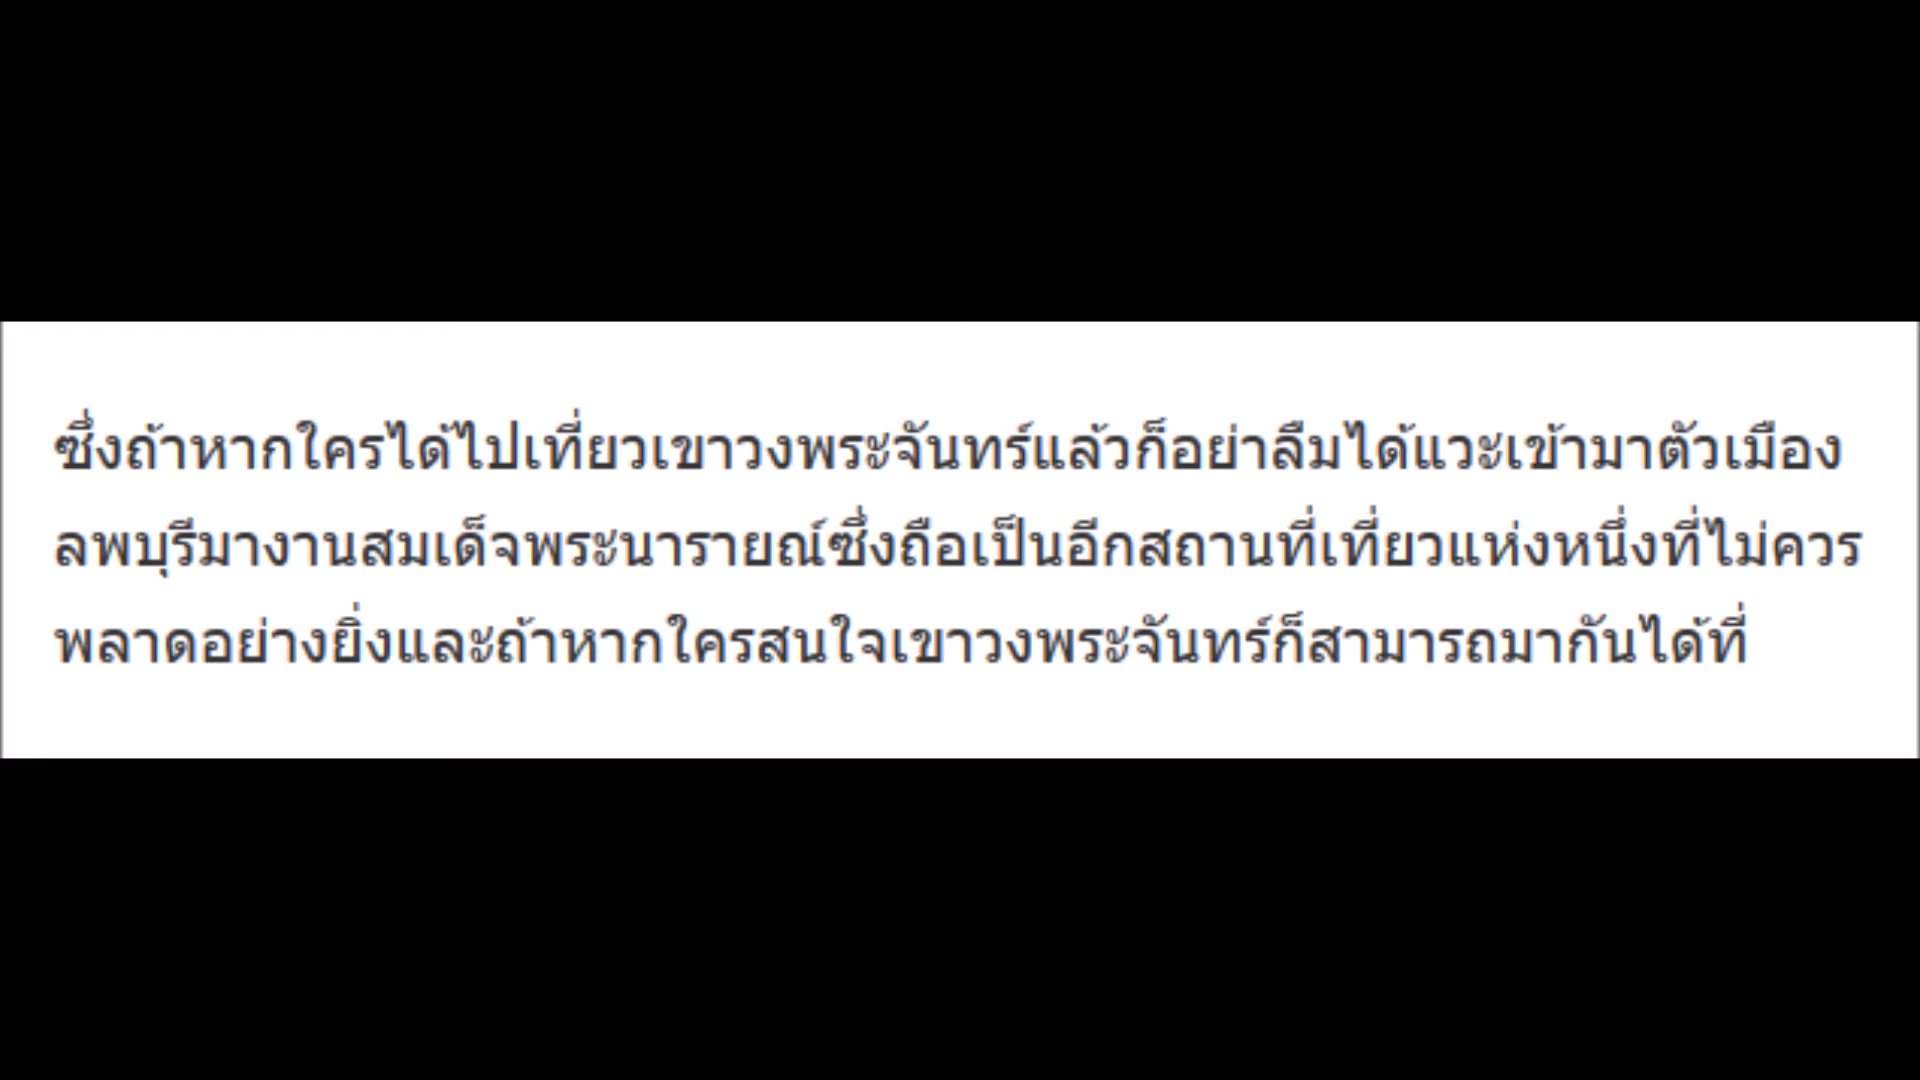 ซึ่งถ้าหากใครได้ไปเที่ยวเขาวงพระจันทร์แล้วก็อย่าลืมได้แวะเข้ามาตัวเมือง
ลพบุรีมางานสมเด็จพระนารายณ์ซึ่งถือเป็นอีกสถานที่เที่ยวแห่งหนึ่งที่ไม่ควร
พลาดอย่างยิ่งและถ้าหากใครสนใจเขาวงพระจันทร์ก็สามารถมากันได้ที่